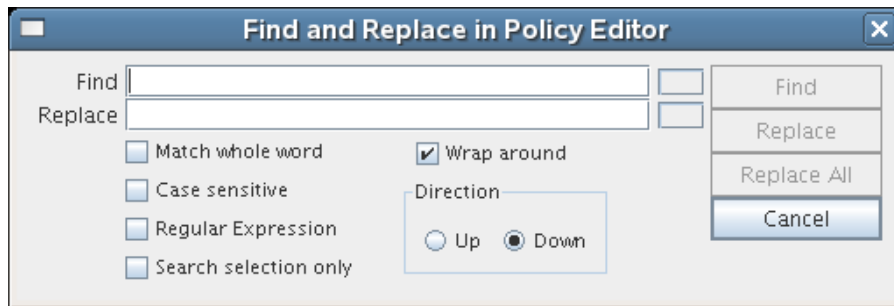 Find and Replace in Policy Editor
Find
Find
Replace
Replace
Match whole word
Wrap around
Replace All
Case sensitive
Direction
Cancel
Regular Expression
Up
Down
Search selection only